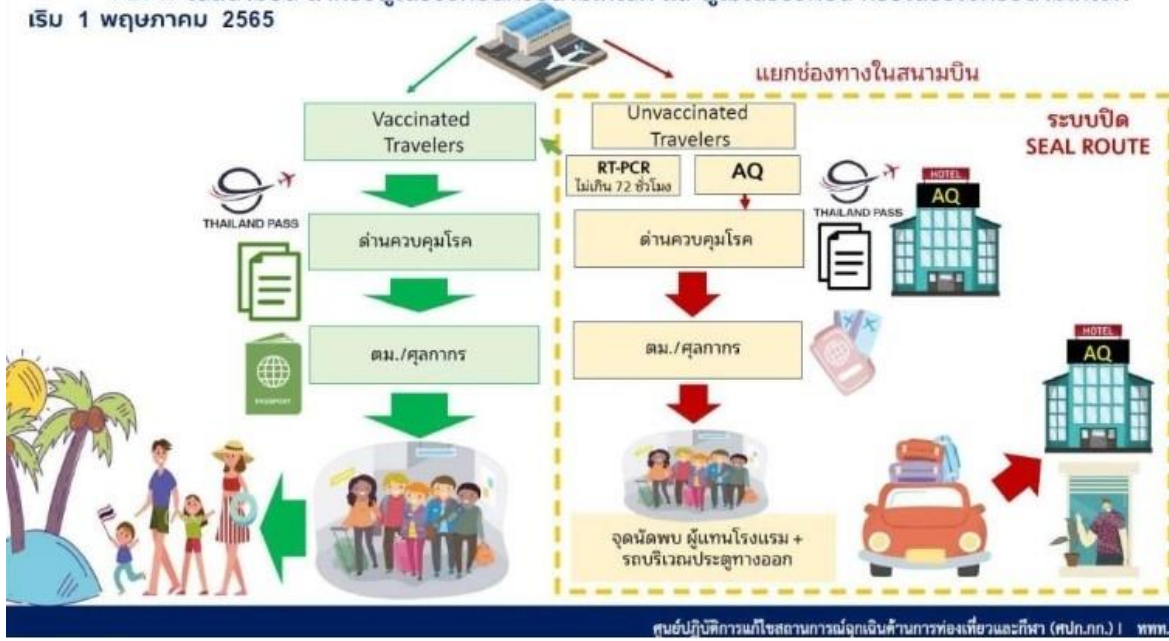 เริ่ม 1 พฤษภาคม 2565
แยกช่องทางในสนามบิน
Vaccinated
Travelers
Unvaccinated
Travelers
ระบบปิด
SEAL ROUTE
RT-PCR
ไม่เกิน 72 ชั่วโมง
AQ
THAILAND PASS
THAILAND PASS
HOTEL
AQ
ด่านควบคุมโรค
ด่านควบคุมโรค
ตม./ศุลกากร
ตม./ศุลกากร
PASSPORT
HOTEL
AQ
จุดนัดพบ ผู้แทนโรงแรม +
รถบริเวณประตูทางออก
ศูนย์ปฏิบัติการแก้ไขสถานการณ์ฉุกเฉินด้านการท่องเที่ยวและกีฬา (ศปก.กก.) | ททท.